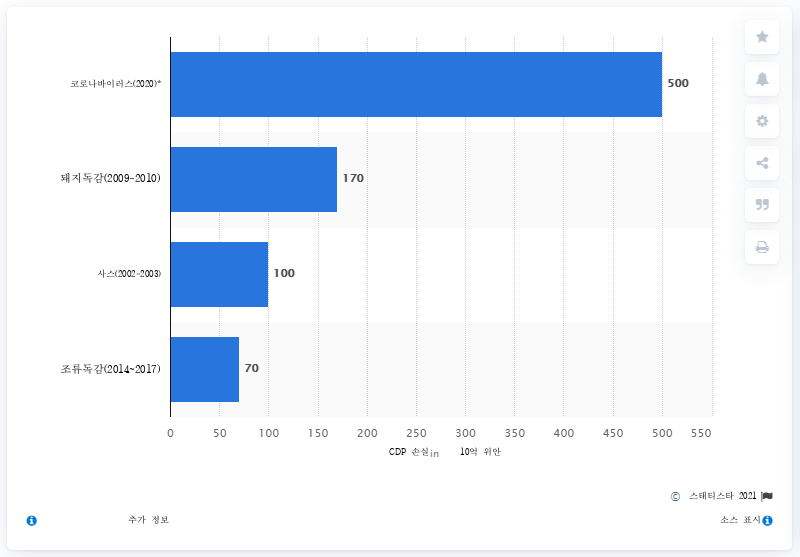 코로나바이러스(2020)*
500
돼지독감(2009-2010)
170
사스(2002-2003)
100
조류독감(2014~2017)
70
0 50 100 150 200 250 300 350 400 450 500 550
CDP 손실in 10억 위안
© 스태티스타 2021
추가 정보
소스 표시